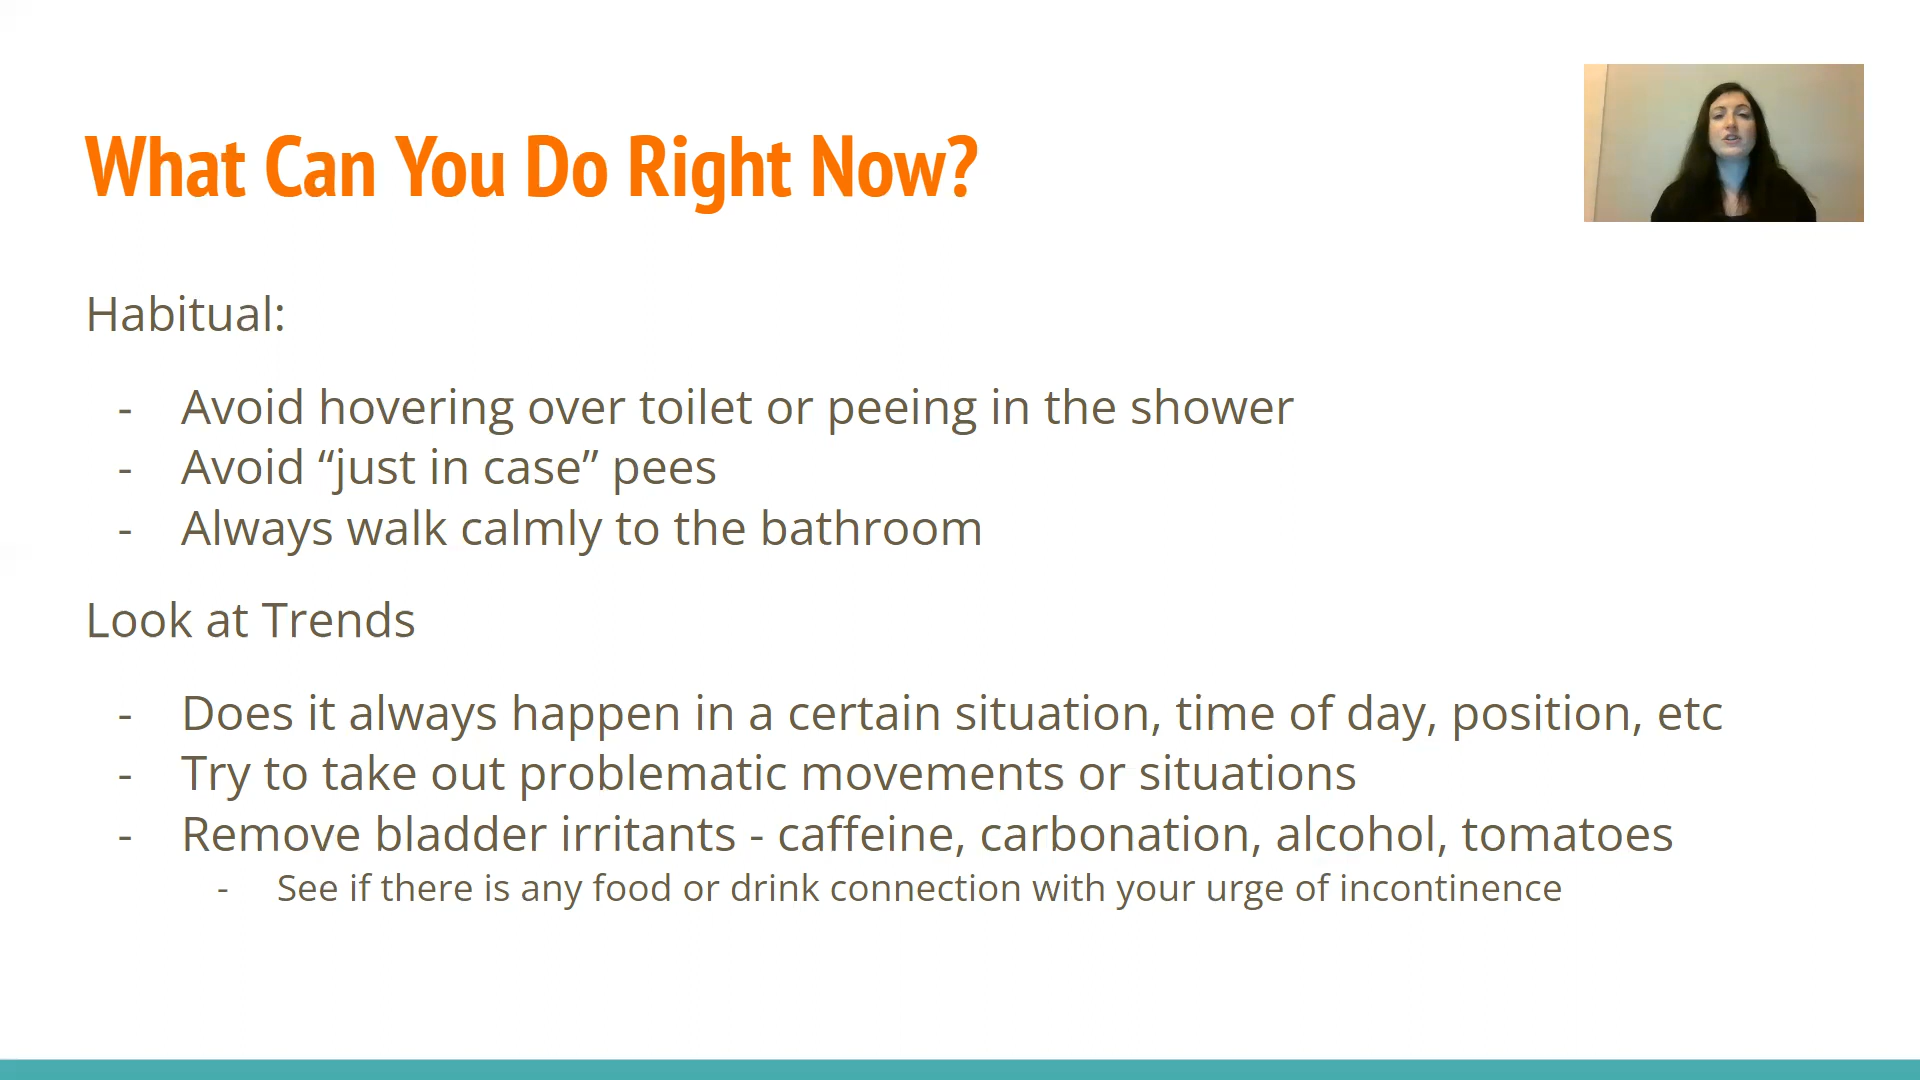 What Can You Do Right Now?
Habitual:
- Avoid hovering over toilet or peeing in the shower
- Avoid “just in case” pees
- Always walk calmly to the bathroom
Look at Trends
- Does it always happen in a certain situation, time of day, position, etc
- Try to take out problematic movements or situations
- Remove bladder irritants - caffeine, carbonation, alcohol, tomatoes
- See if there is any food or drink connection with your urge of incontinence